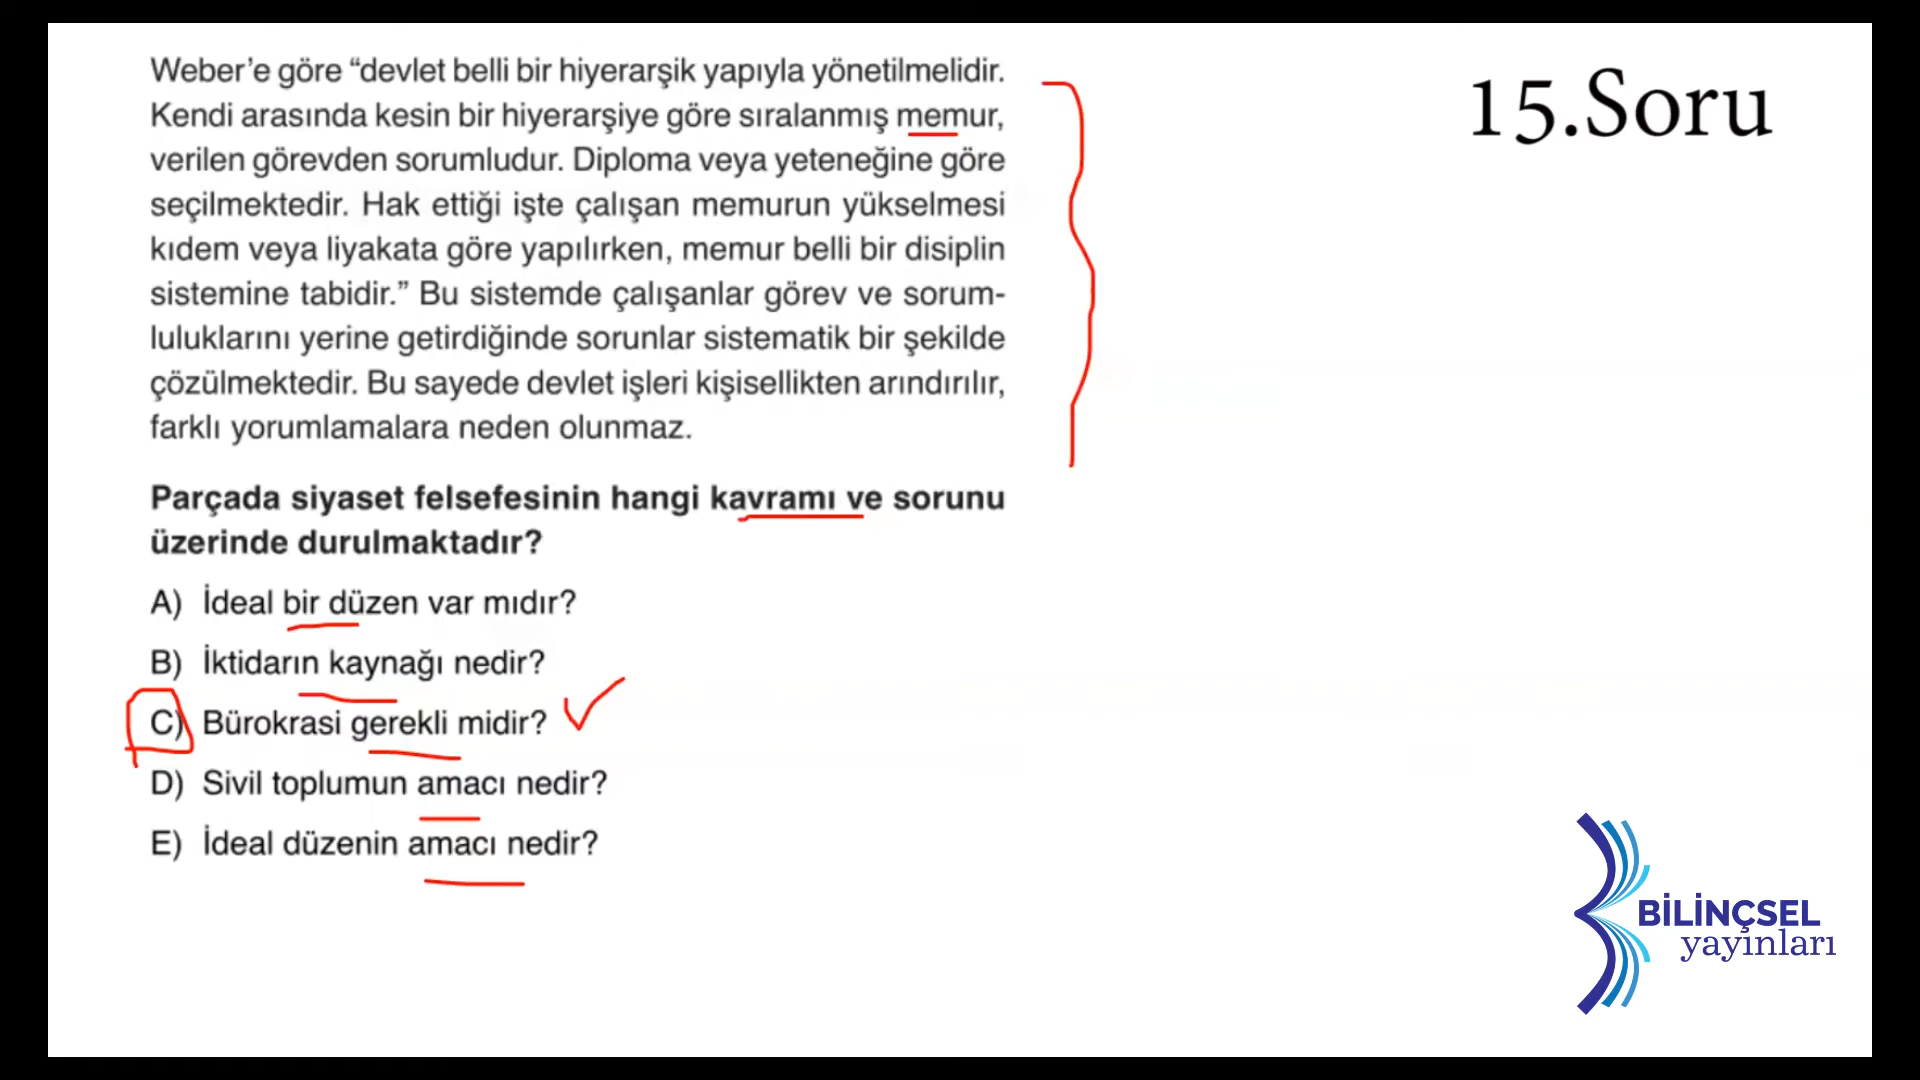 Weber’e göre “devlet belli bir hiyerarşik yapıyla yönetilmelidir.
Kendi arasında kesin bir hiyerarşiye göre sıralanmış memur,
verilen görevden sorumludur. Diploma veya yeteneğine göre
seçilmektedir. Hak ettiği işte çalışan memurun yükselmesi
kıdem veya liyakata göre yapılırken, memur belli bir disiplin
sistemine tabidir.” Bu sistemde çalışanlar görev ve sorum-
luluklarını yerine getirdiğinde sorunlar sistematik bir şekilde
çözülmektedir. Bu sayede devlet işleri kişisellikten arındırılır,
farklı yorumlamalara neden olunmaz.
Parçada siyaset felsefesinin hangi kavramı ve sorunu
üzerinde durulmaktadır?
A) İdeal bir düzen var mıdır?
B) İktidarın kaynağı nedir?
C) Bürokrasi gerekli midir?
D) Sivil toplumun amacı nedir?
E) İdeal düzenin amacı nedir?
15.Soru
BİLİNÇSEL
yayınları